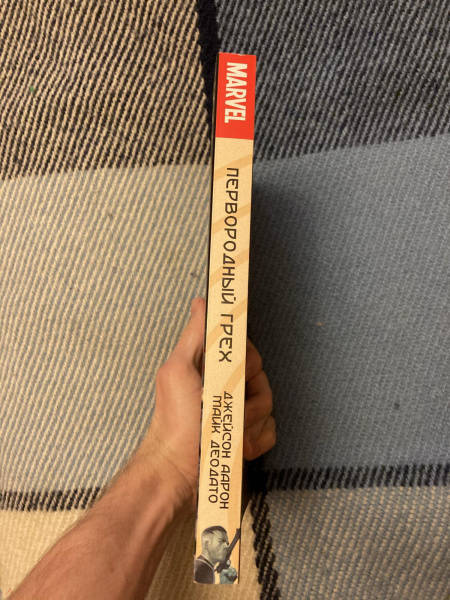 MARVEL
ПЕРВОРОДНЫЙ ГРЕХ
ДЖЕЙСОН ААРОН
МАЙК ДЕОДАТО